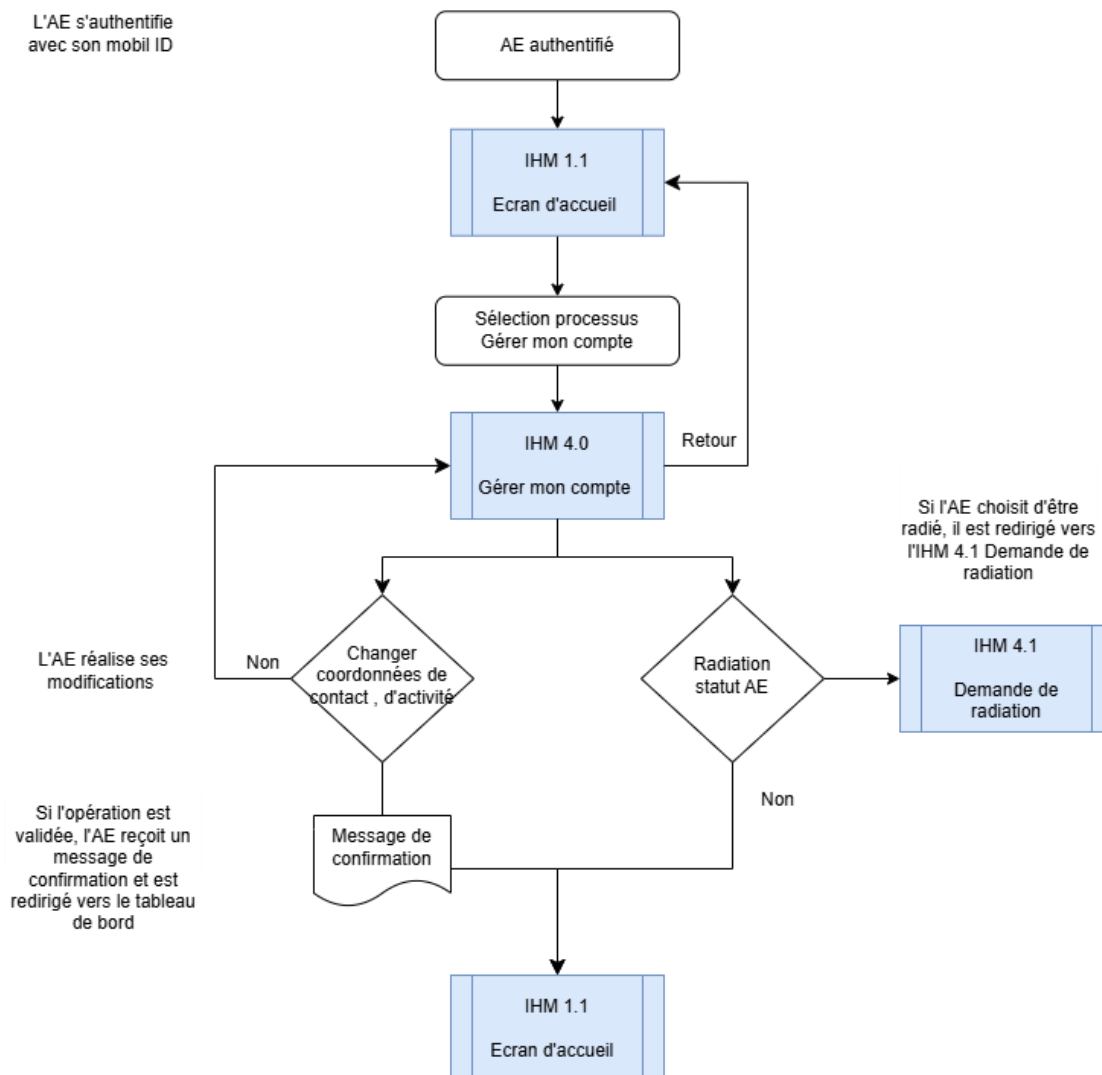 L'AE s'authentifie
avec son mobil ID
AE authentifié
IHM 1.1
Ecran d'accueil
Sélection processus
Gérer mon compte
IHM 4.0
Gérer mon compte
Retour
Si l'AE choisit d'être
radié, il est redirigé vers
l'IHM 4.1 Demande de
radiation
L'AE réalise ses
modifications
Non
Changer
coordonnées de
contact , d'activité
Radiation
statut AE
IHM 4.1
Demande de
radiation
Si l'opération est
validée, l'AE reçoit un
message de
confirmation et est
redirigé vers le tableau
de bord
Message de
confirmation
Non
IHM 1.1
Ecran d'accueil